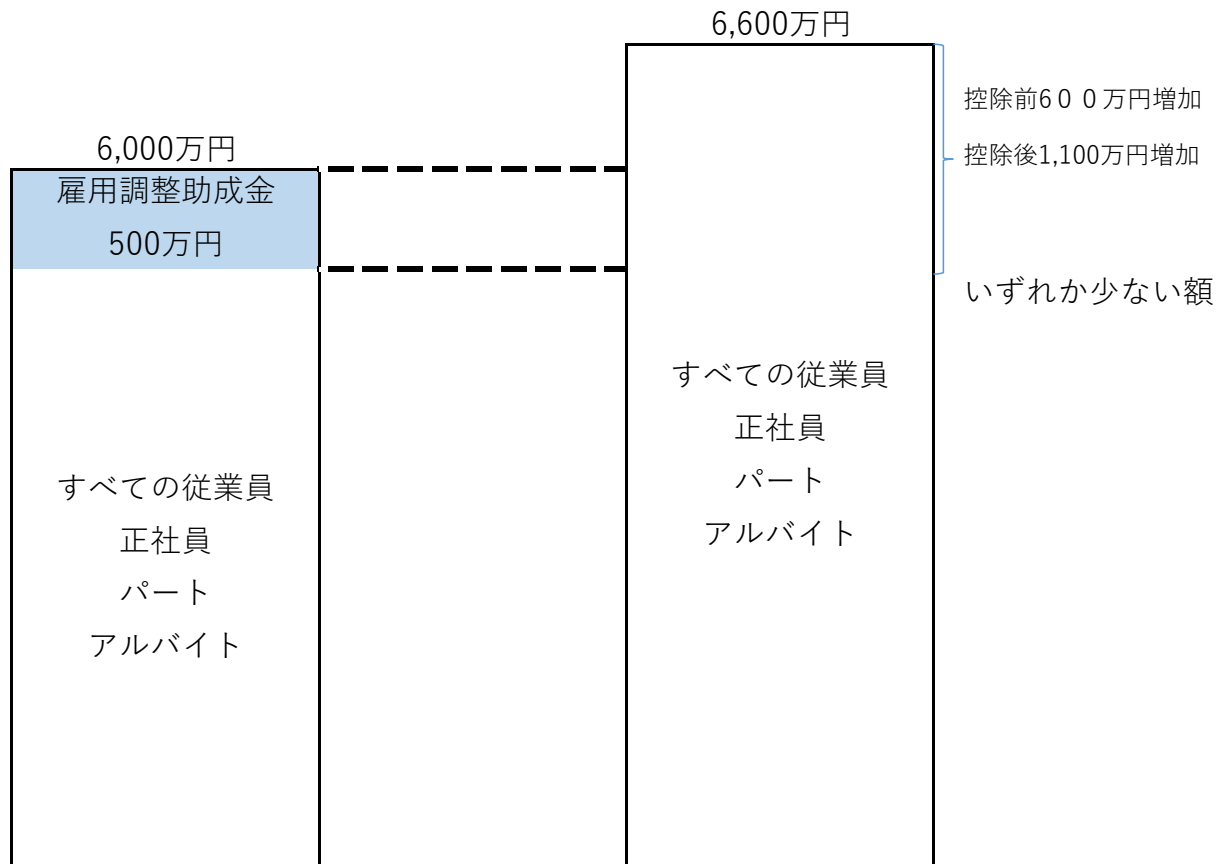 6,600万円
控除前6００万円増加
6,000万円
控除後1,100万円増加
雇用調整助成金
500万円
いずれか少ない額
すべての従業員
正社員
パート
アルバイト
すべての従業員
正社員
パート
アルバイト